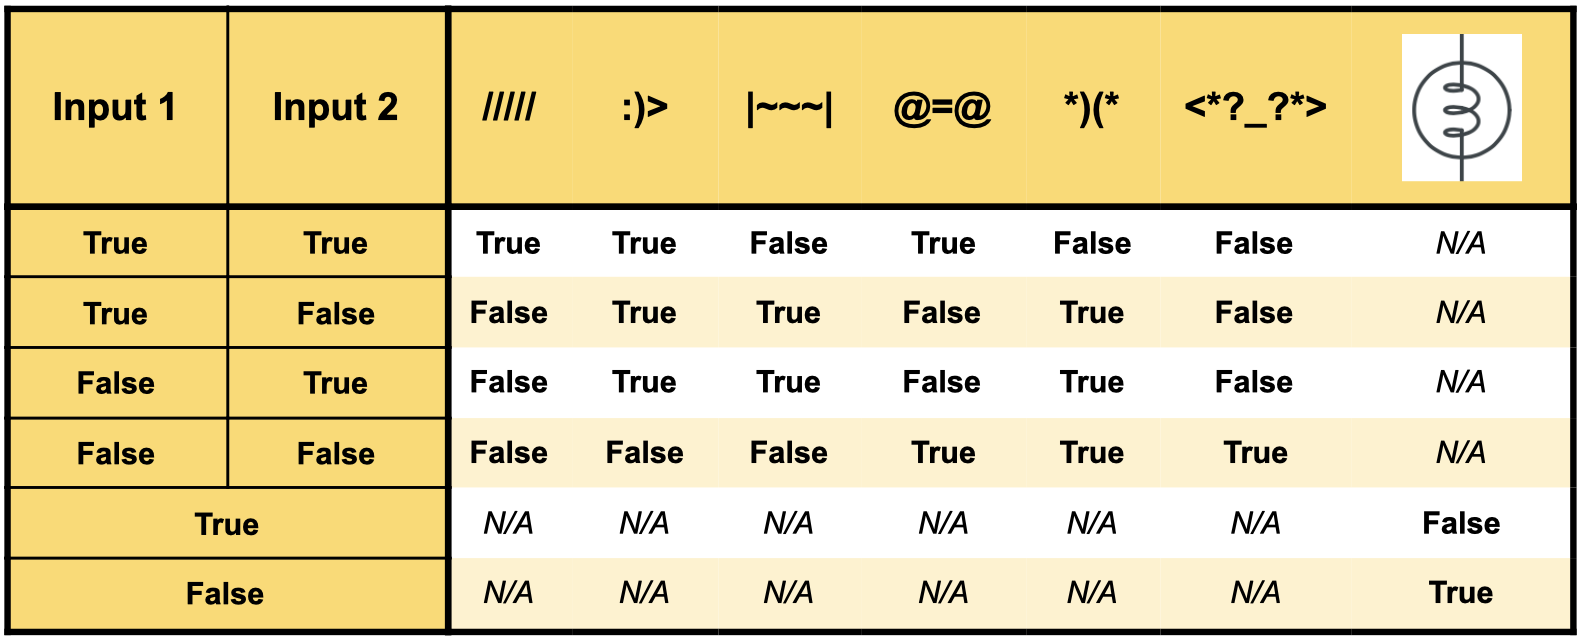 Input 1 Input 2 ///// :)> |~~~| @=@ *)(* <*?_?*>
True True True True False True False False N/A
True False False True True False True False N/A
False True False True True False True False N/A
False False False False False True True True N/A
True N/A N/A N/A N/A N/A N/A False
False N/A N/A N/A N/A N/A N/A True